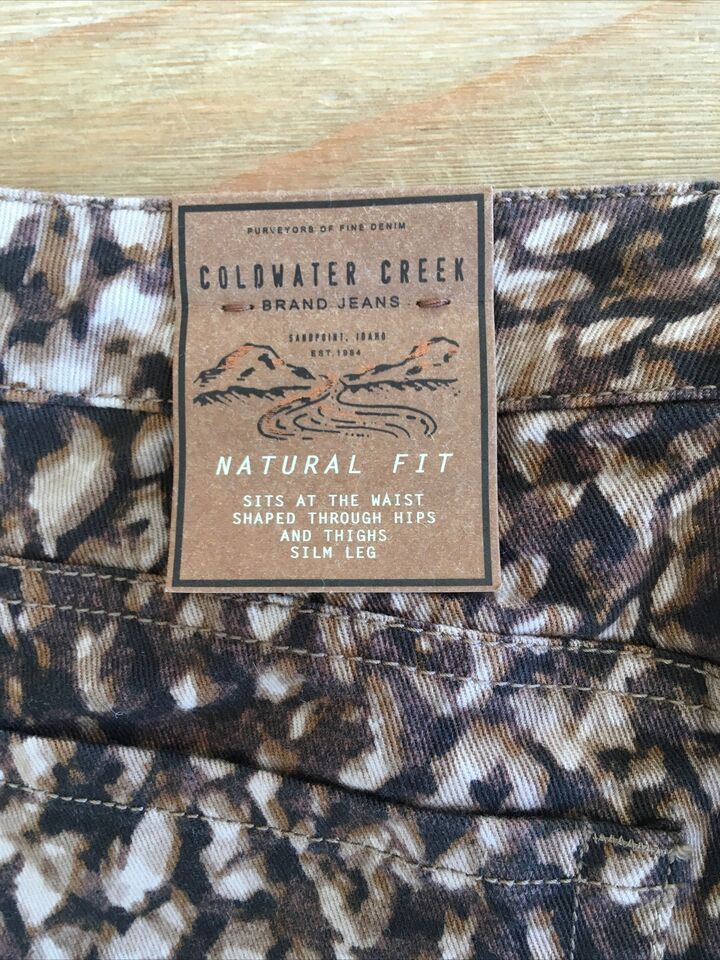 PURVEYORS OF FINE DENIM
COLDWATER CREEK
BRAND JEANS
SANDPOINT, IDAHO
EST. 1984
NATURAL FIT
SITS AT THE WAIST
SHAPED THROUGH HIPS
AND THIGHS
SILM LEG